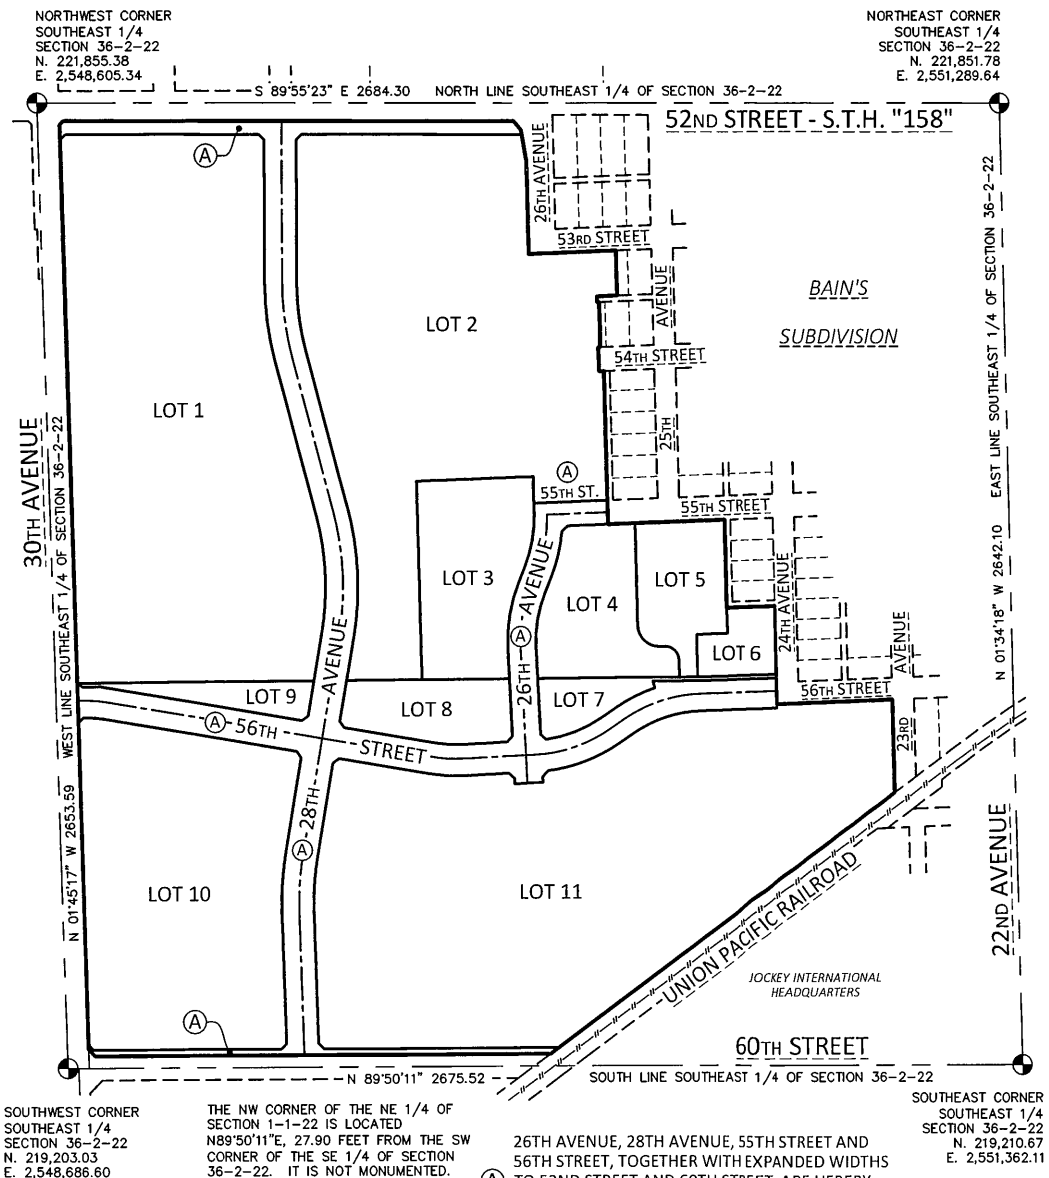 NORTHWEST CORNER
SOUTHEAST 1/4
SECTION 36-2-22
N. 221,855.38
E. 2,548,605.34
NORTHEAST CORNER
SOUTHEAST 1/4
SECTION 36-2-22
N. 221,851.78
E. 2,551,289.64
S 89°55'23" E 2684.30 NORTH LINE SOUTHEAST 1/4 OF SECTION 36-2-22
52ND STREET - S.T.H. "158"
A
26TH AVENUE
53RD STREET
AVENUE
25TH
54TH STREET
BAIN'S
SUBDIVISION
LOT 2
LOT 1
30TH AVENUE
N 01°45'17" W 2653.59 WEST LINE SOUTHEAST 1/4 OF SECTION 36-2-22
N 01°34'18" W 2642.10 EAST LINE SOUTHEAST 1/4 OF SECTION 36-2-22
A
55TH ST.
55TH STREET
LOT 3
A 26TH AVENUE
LOT 4
LOT 5
24TH AVENUE
LOT 6
23RD AVENUE
56TH STREET
LOT 9
LOT 8
LOT 7
A 56TH STREET
A 28TH AVENUE
LOT 10
LOT 11
22ND AVENUE
UNION PACIFIC RAILROAD
JOCKEY INTERNATIONAL
HEADQUARTERS
A
60TH STREET
N 89°50'11" 2675.52 SOUTH LINE SOUTHEAST 1/4 OF SECTION 36-2-22
SOUTHWEST CORNER
SOUTHEAST 1/4
SECTION 36-2-22
N. 219,203.03
E. 2,548,686.60
THE NW CORNER OF THE NE 1/4 OF
SECTION 1-1-22 IS LOCATED
N89°50'11"E, 27.90 FEET FROM THE SW
CORNER OF THE SE 1/4 OF SECTION
36-2-22. IT IS NOT MONUMENTED.
SOUTHEAST CORNER
SOUTHEAST 1/4
SECTION 36-2-22
N. 219,210.67
E. 2,551,362.11
26TH AVENUE, 28TH AVENUE, 55TH STREET AND
56TH STREET, TOGETHER WITH EXPANDED WIDTHS
A TO 52ND STREET AND 60TH STREET, ARE HEREBY